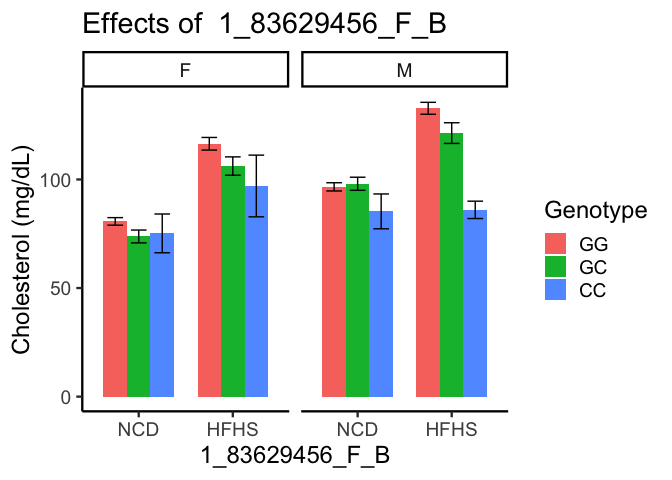 Effects of  1_83629456_F_B
F
M
Cholesterol (mg/dL)
100
50
0
NCD
HFHS
NCD
HFHS
1_83629456_F_B
Genotype
GG
GC
CC